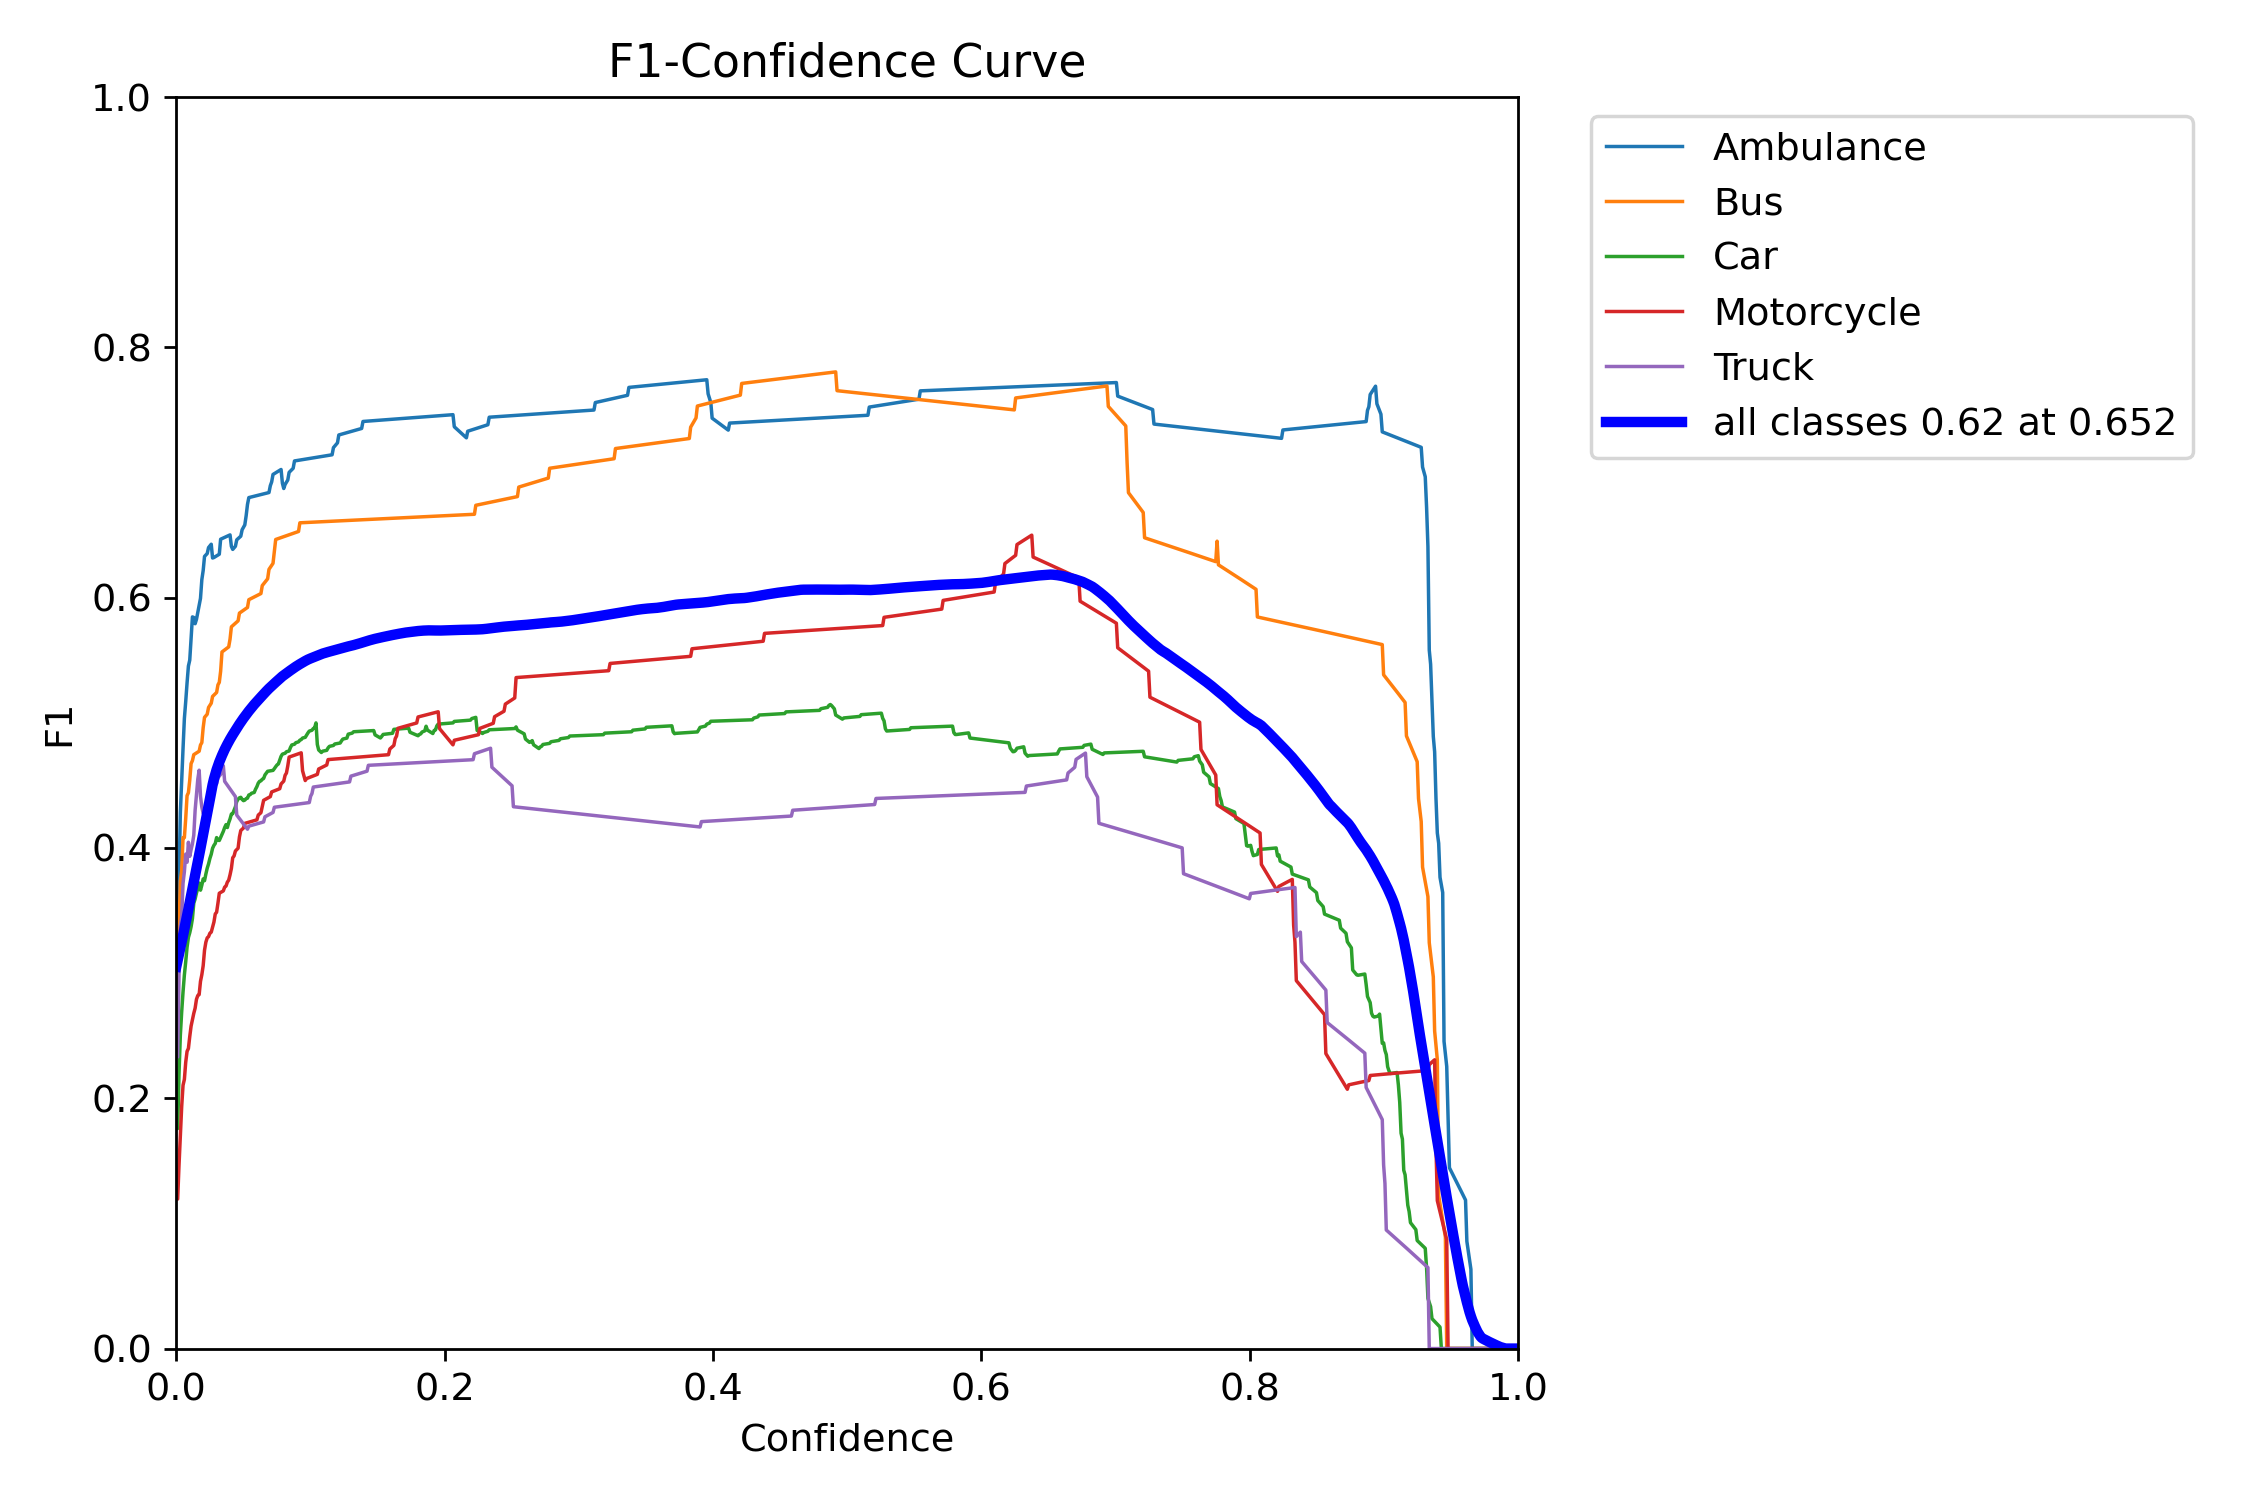 F1-Confidence Curve
1.0
0.8
0.6
0.4
0.2
0.0
F1
0.0 0.2 0.4 0.6 0.8 1.0
Confidence
Ambulance
Bus
Car
Motorcycle
Truck
all classes 0.62 at 0.652